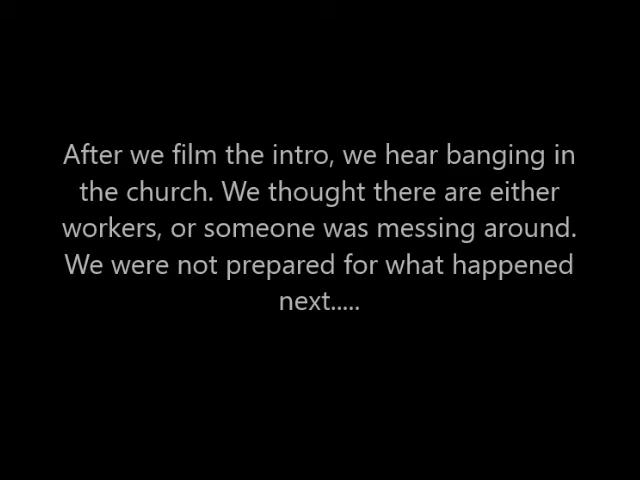 After we film the intro, we hear banging in
the church. We thought there are either
workers, or someone was messing around.
We were not prepared for what happened
next.....